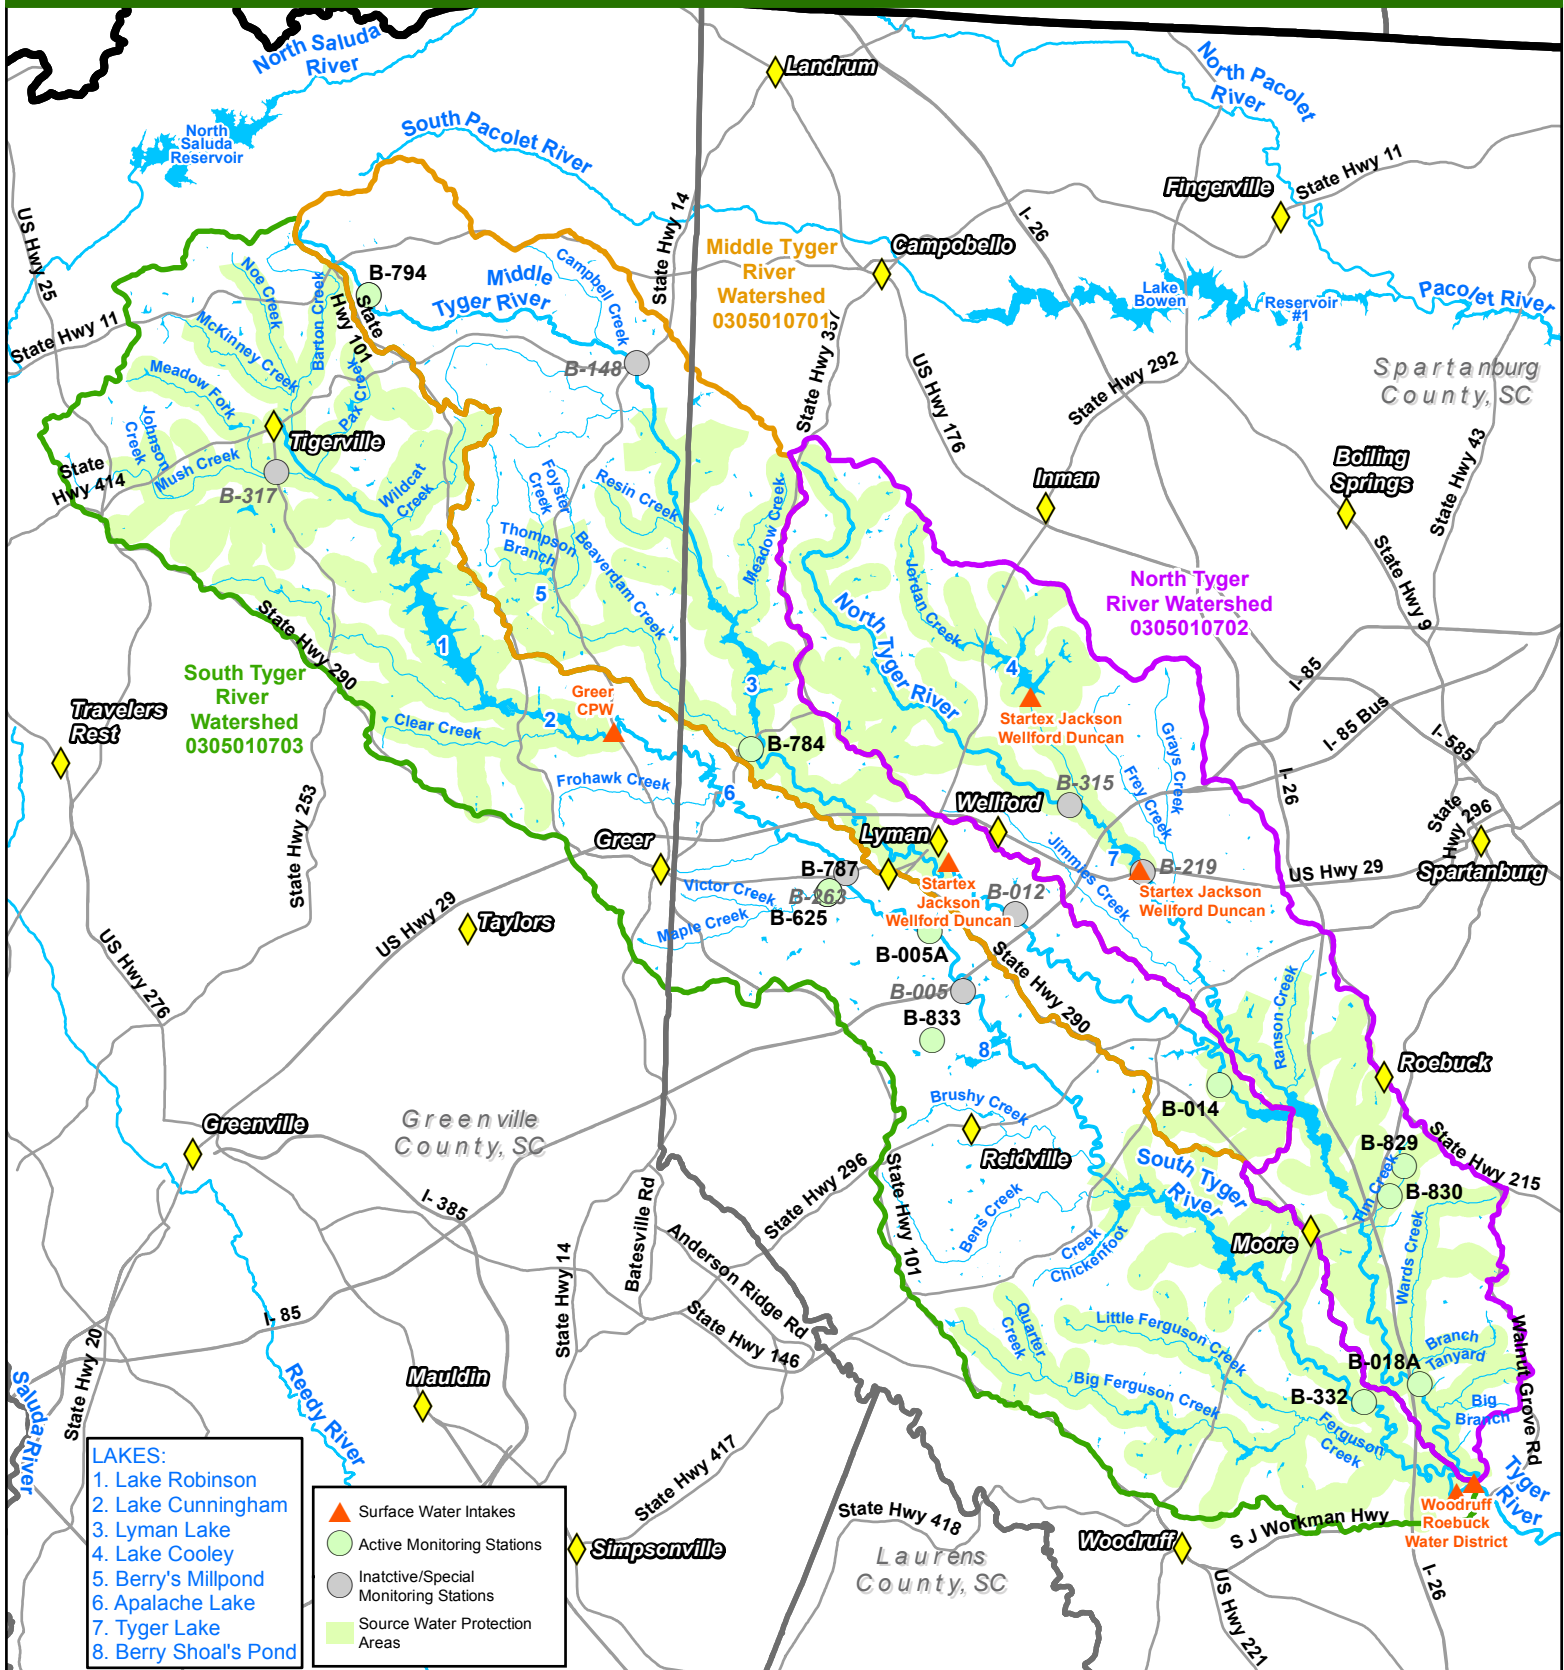 North Saluda
River
Landrum
North Pacolet
River
North
Saluda
Reservoir
South Pacolet River
Fingerville
State Hwy 11
US Hwy 25
State Hwy 14
I- 26
Middle Tyger
River
Watershed
0305010701
Campobello
Noe Creek
Barton Creek
State
Hwy 101
B-794
Middle
Tyger River
Campbell Creek
Lake
Bowen
Reservoir
#1
Pacolet River
State Hwy 11
McKinney Creek
Meadow Fork
Pax Creek
B-148
State Hwy 357
US Hwy 176
State Hwy 292
Spartanburg
County, SC
Johnson
Creek
Tigerville
State
Hwy 414
Mush Creek
B-317
Wildcat
Creek
Foyster
Creek
Resin Creek
Thompson
Branch
Beaverdam Creek
5
Meadow Creek
Inman
Boiling
Springs
State Hwy 43
State Hwy 9
Jordan Creek
North Tyger
River Watershed
0305010702
North Tyger River
State Hwy 290
1
4
South Tyger
River
Watershed
0305010703
Travelers
Rest
Clear Creek
2
Greer
CPW
3
Startex Jackson
Wellford Duncan
I- 85
I- 85 Bus
I- 585
B-784
Frohawk Creek
6
Frey Creek
Grays Creek
I- 26
B-315
State Hwy 253
Wellford
State
Hwy 296
Greer
Lyman
Jimmies Creek
7
B-219
US Hwy 29
Spartanburg
B-787
B-263
B-625
Victor Creek
Maple Creek
Startex
Jackson
Wellford Duncan
B-012
Startex Jackson
Wellford Duncan
Taylors
US Hwy 29
US Hwy 276
B-005A
State Hwy 290
B-005
B-833
8
Ranson Creek
Roebuck
Greenville
Greenville
County, SC
Brushy Creek
Reidville
B-014
B-829
State Hwy 215
Tim Creek
B-830
South Tyger
River
I- 385
Batesville Rd
State Hwy 296
State Hwy 101
Bens Creek
Creek
Chickenfoot
Moore
Wards Creek
State Hwy 14
Anderson Ridge Rd
State Hwy 146
Quarter
Creek
Little Ferguson Creek
Big Ferguson Creek
I- 85
State Hwy 20
Reedy River
Mauldin
Saluda River
Branch
Tanyard
Walnut Grove Rd
B-018A
B-332
Big
Branch
Ferguson
Creek
State Hwy 417
State Hwy 418
Laurens
County, SC
Woodruff
S J Workman Hwy
Woodruff
Roebuck
Water District
Tyger
River
US Hwy 221
I- 26
Simpsonville
LAKES:
1. Lake Robinson
2. Lake Cunningham
3. Lyman Lake
4. Lake Cooley
5. Berry's Millpond
6. Apalache Lake
7. Tyger Lake
8. Berry Shoal's Pond
Surface Water Intakes
Active Monitoring Stations
Inatctive/Special
Monitoring Stations
Source Water Protection
Areas